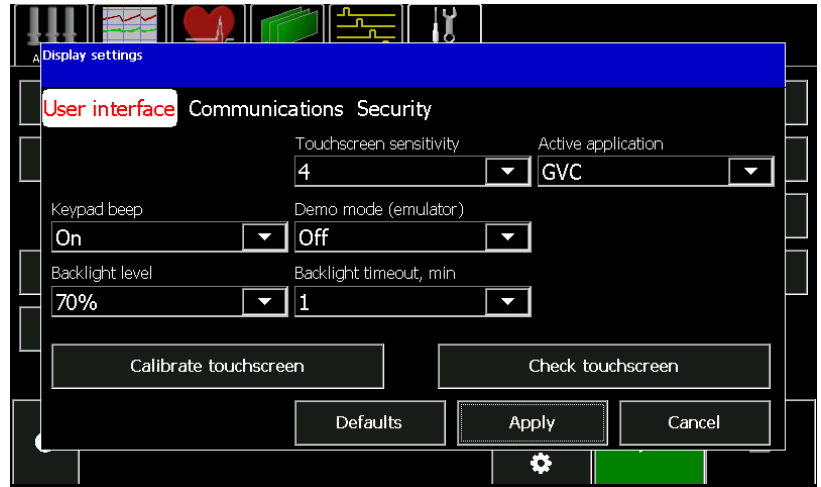 Display settings
User interface Communications Security
Touchscreen sensitivity Active application
4 GVC
Keypad beep Demo mode (emulator)
On Off
Backlight level Backlight timeout, min
70% 1
Calibrate touchscreen Check touchscreen
Defaults Apply Cancel